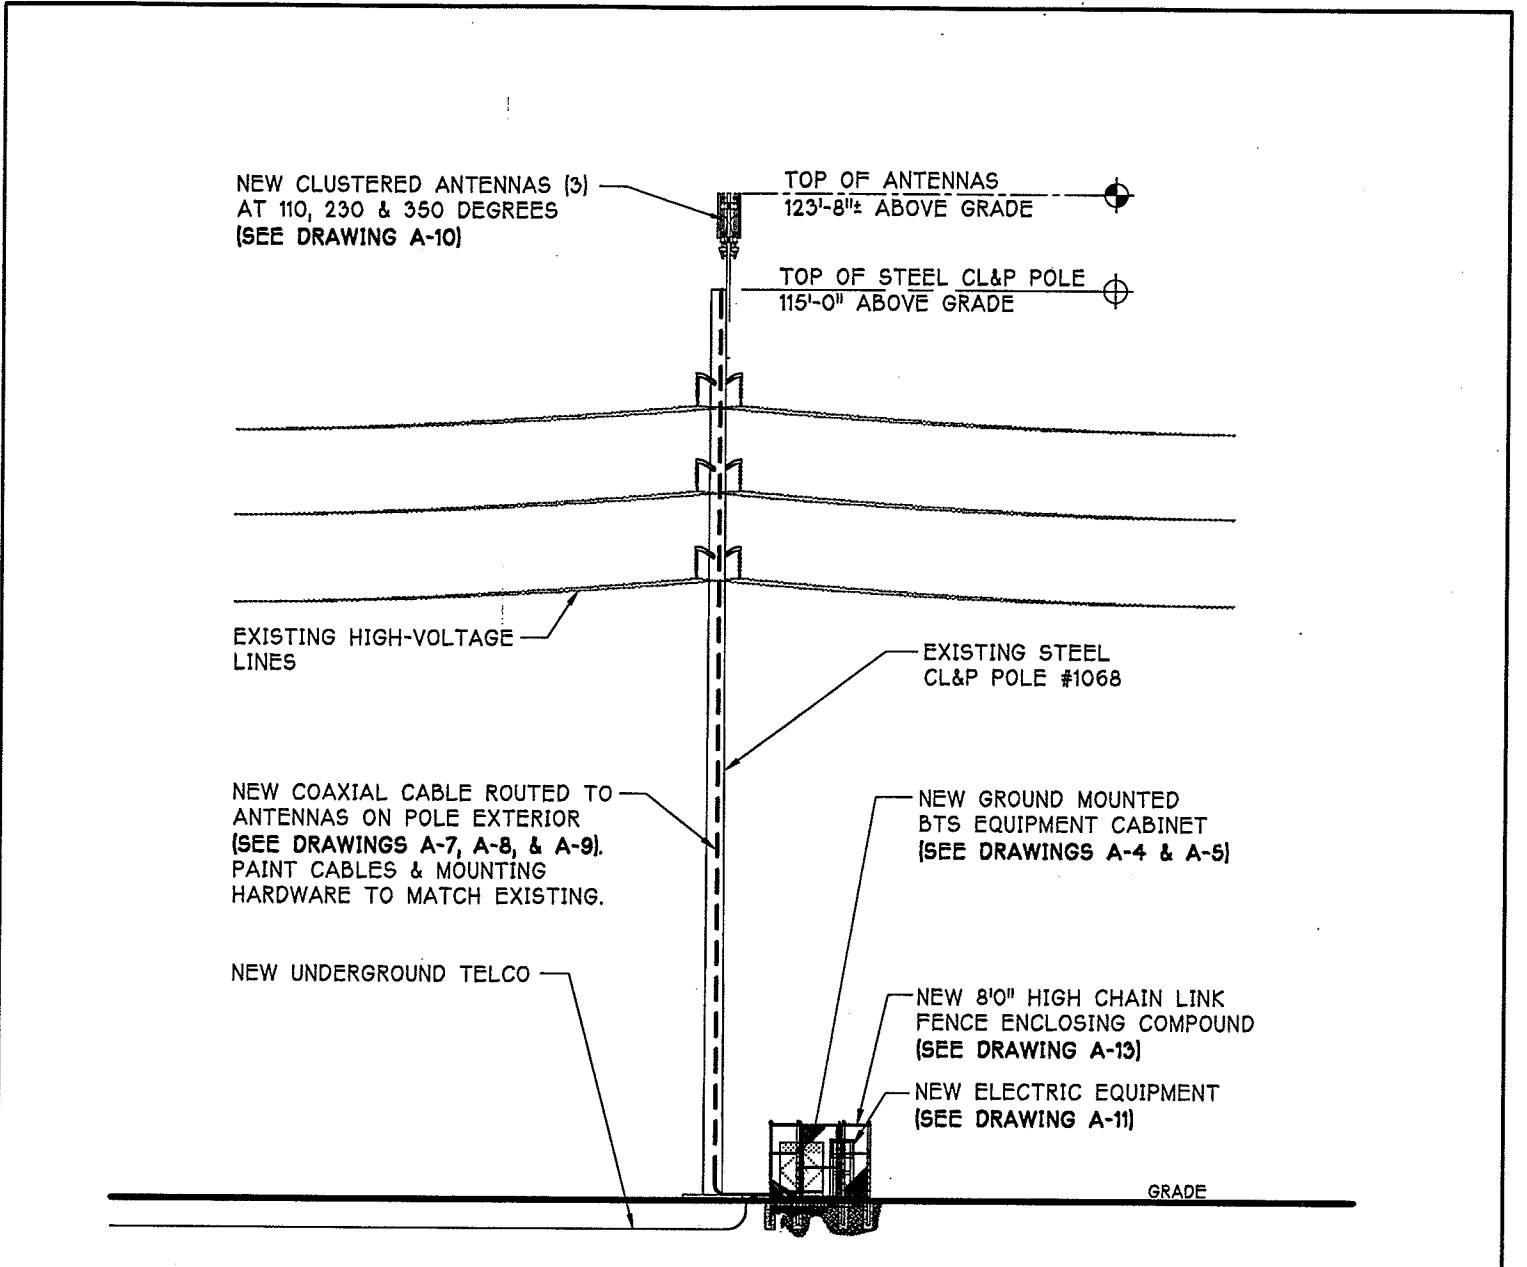 NEW CLUSTERED ANTENNAS (3)
AT 110, 230 & 350 DEGREES
(SEE DRAWING A-10)
TOP OF ANTENNAS
123'-8"± ABOVE GRADE
TOP OF STEEL CL&P POLE
115'-0" ABOVE GRADE
EXISTING HIGH-VOLTAGE
LINES
EXISTING STEEL
CL&P POLE #1068
NEW COAXIAL CABLE ROUTED TO
ANTENNAS ON POLE EXTERIOR
(SEE DRAWINGS A-7, A-8, & A-9).
PAINT CABLES & MOUNTING
HARDWARE TO MATCH EXISTING.
NEW GROUND MOUNTED
BTS EQUIPMENT CABINET
(SEE DRAWINGS A-4 & A-5)
NEW UNDERGROUND TELCO
NEW 8'0" HIGH CHAIN LINK
FENCE ENCLOSING COMPOUND
(SEE DRAWING A-13)
NEW ELECTRIC EQUIPMENT
(SEE DRAWING A-11)
GRADE